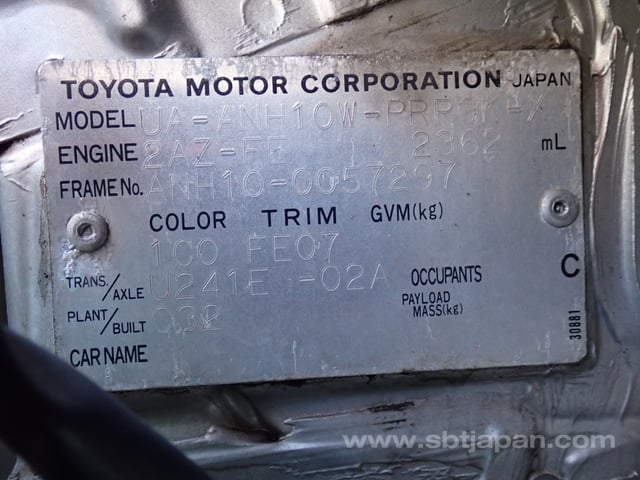 TOYOTA MOTOR CORPORATION JAPAN
MODEL UA-ANH10W-PRPGK-X
ENGINE 2AZ-FE 2362 mL
FRAME No. ANH10-0057297
COLOR TRIM GVM(kg)
1C0 FE07
TRANS./AXLE U241E -02A OCCUPANTS C
PAYLOAD MASS(kg)
PLANT/BUILT C32
CAR NAME
30881
www.sbtjapan.com